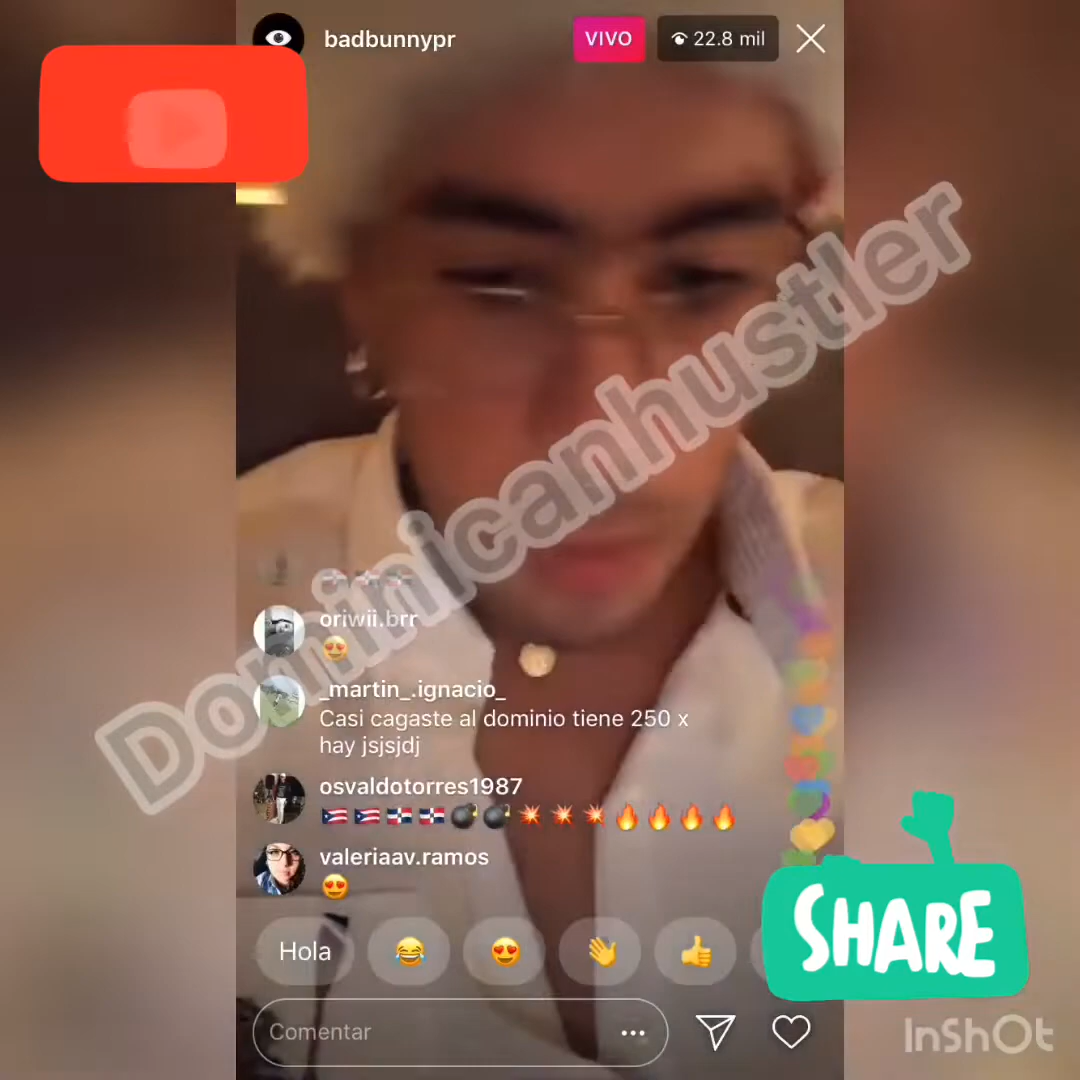 badbunnypr
VIVO
22.8 mil
Dominicanhustler
oriwii.brr
_martin_.ignacio_
Casi cagaste al dominio tiene 250 x
hay jsjsjdj
osvaldotorres1987
valeriaav.ramos
Hola
Comentar
SHARE
InShOt